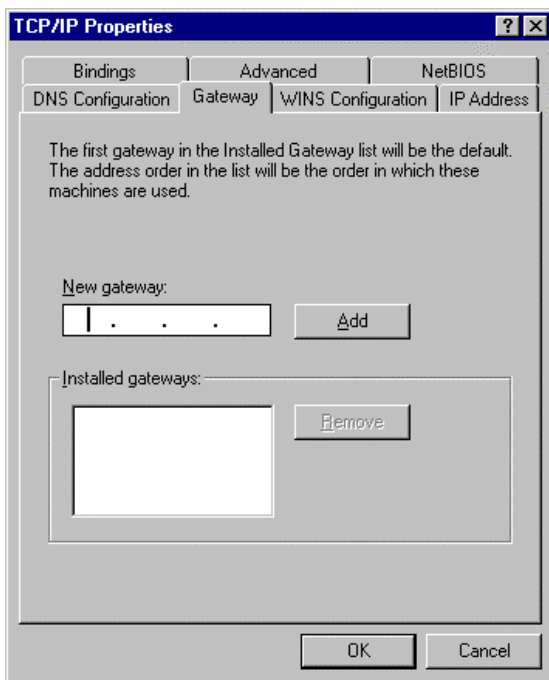 TCP/IP Properties
Bindings
Advanced
NetBIOS
DNS Configuration
Gateway
WINS Configuration
IP Address
The first gateway in the Installed Gateway list will be the default.
The address order in the list will be the order in which these
machines are used.
New gateway:
. . .
Add
Installed gateways:
Remove
OK
Cancel